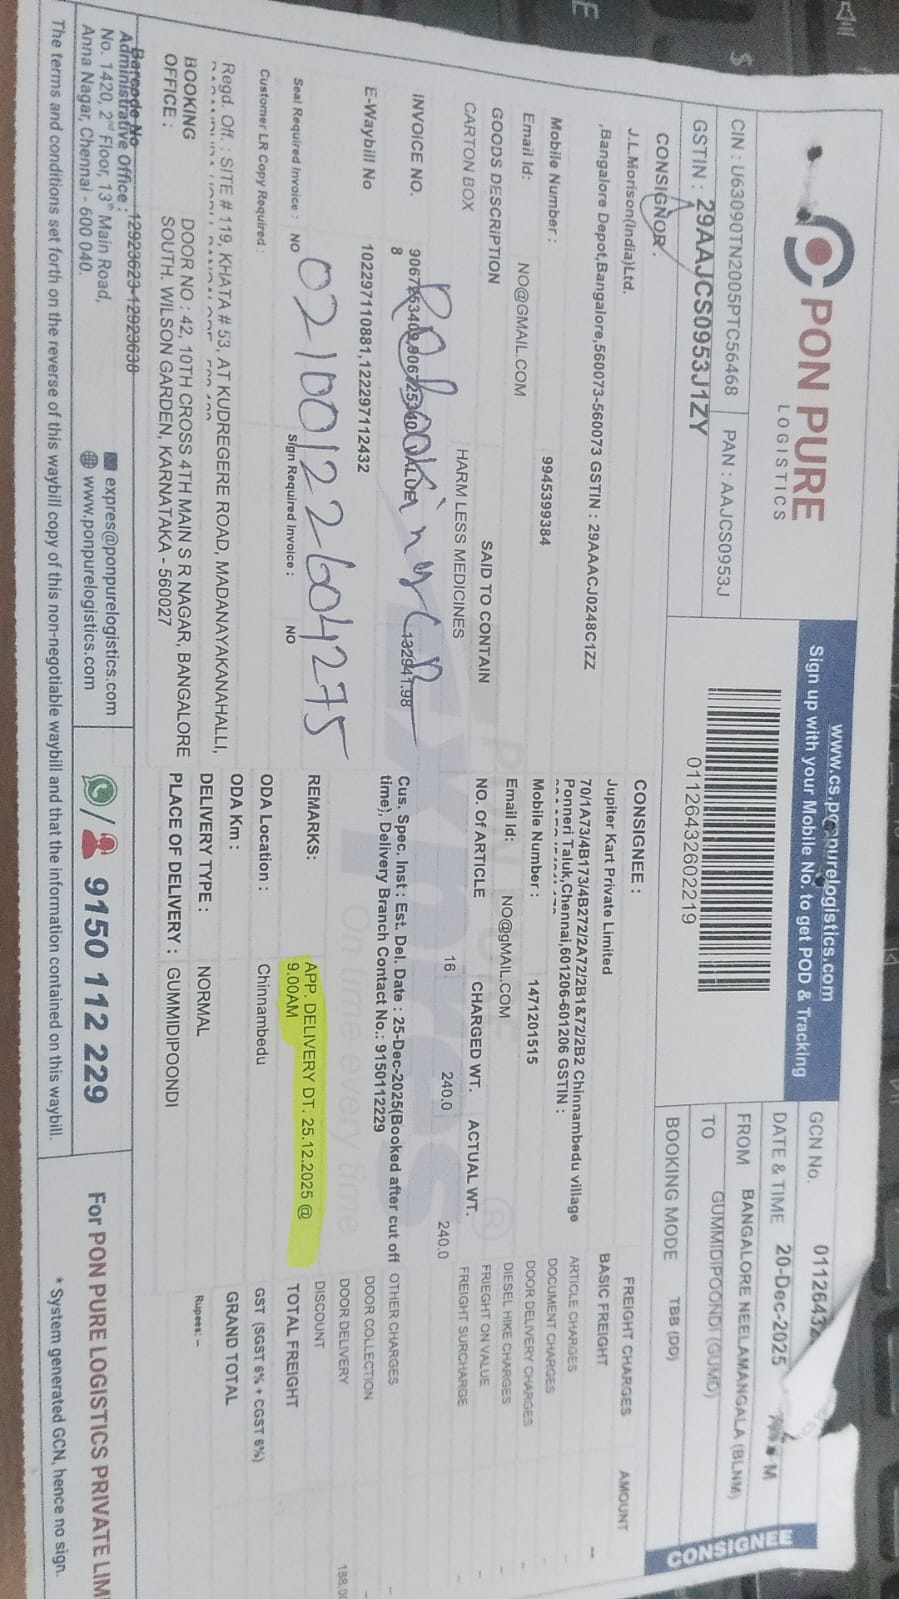 PON PURE
LOGISTICS
CIN : U63090TN2005PTC56468 PAN : AAJCS0953J
GSTIN : 29AAJCS0953J1ZY
www.cs.ponpurelogistics.com
Sign up with your Mobile No. to get POD & Tracking
01126432602219
GCN No. 0112643
DATE & TIME 20-Dec-2025
FROM BANGALORE NEELAMANGALA (BLNM)
TO GUMMIDIPOONDI (GUMD)
BOOKING MODE TBB (DD)
CONSIGNEE
CONSIGNOR :
J.L.Morison(India)Ltd.
,Bangalore Depot,Bangalore,560073-560073 GSTIN : 29AAACJ0248C1ZZ
Mobile Number : 9945399384
Email Id: NO@GMAIL.COM
GOODS DESCRIPTION SAID TO CONTAIN
CARTON BOX HARM LESS MEDICINES
INVOICE NO. 132941.98
8
E-Waybill No 102297110881,122297112432
Rebooking
02100122604275
Seal Required Invoice : NO Sign Required Invoice : NO
Customer LR Copy Required :
Regd. Off. : SITE # 119, KHATA # 53, AT KUDREGERE ROAD, MADANAYAKANAHALLI,
BOOKING OFFICE : DOOR NO : 42, 10TH CROSS 4TH MAIN S R NAGAR, BANGALORE
SOUTH, WILSON GARDEN, KARNATAKA - 560027
CONSIGNEE :
Jupiter Kart Private Limited
70/1A73/4B173/4B272/2A72/2B1&72/2B2 Chinnambedu village
Ponneri Taluk,Chennai,601206-601206 GSTIN :
Mobile Number : 1471201515
Email Id: NO@gMAIL.COM
NO. OF ARTICLE CHARGED WT. ACTUAL WT.
16 240.0 240.0
Cus. Spec. Inst : Est. Del. Date : 25-Dec-2025(Booked after cut off
time), Delivery Branch Contact No.: 9150112229
REMARKS: APP. DELIVERY DT. 25.12.2025 @
9.00AM
ODA Location : Chinnambedu
ODA Km :
DELIVERY TYPE : NORMAL
PLACE OF DELIVERY : GUMMIDIPOONDI
FREIGHT CHARGES AMOUNT
BASIC FREIGHT --
ARTICLE CHARGES -
DOCUMENT CHARGES -
DOOR DELIVERY CHARGES -
DIESEL HIKE CHARGES
FRIEGHT ON VALUE -
FREIGHT SURCHARGE -
OTHER CHARGES -
DOOR COLLECTION -
DOOR DELIVERY
DISCOUNT
TOTAL FREIGHT
GST (SGST 6% + CGST 6%)
GRAND TOTAL
Rupees: -
Barcode No 12923623-12923638
Administrative Office :
No. 1420, 2nd Floor, 13th Main Road,
Anna Nagar, Chennai - 600 040.
expres@ponpurelogistics.com
www.ponpurelogistics.com
9150 112 229
For PON PURE LOGISTICS PRIVATE LIM
The terms and conditions set forth on the reverse of this waybill copy of this non-negotiable waybill and that the information contained on this waybill.
* System generated GCN, hence no sign.